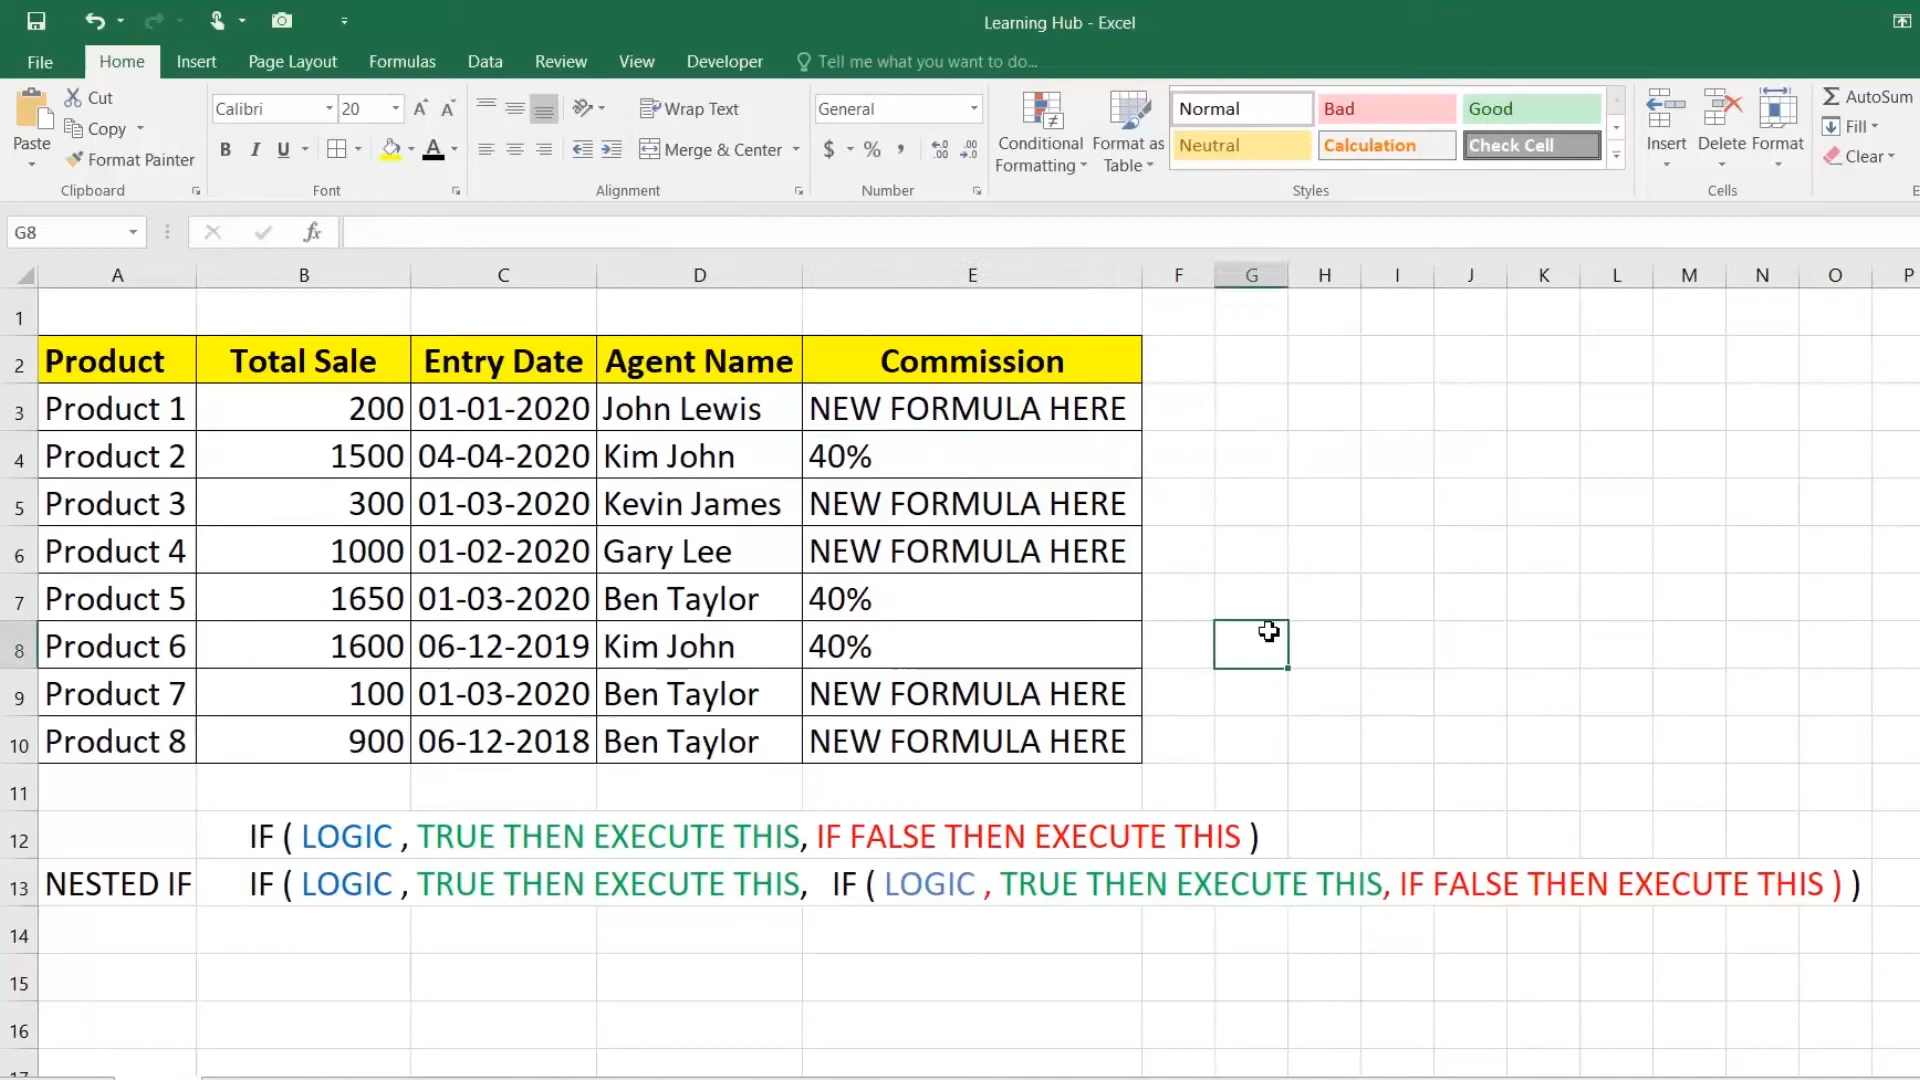 Learning Hub - Excel
File Home Insert Page Layout Formulas Data Review View Developer Tell me what you want to do...
Paste Cut Copy Format Painter
Clipboard
Calibri 20
B I U A
Font
Wrap Text
Merge & Center
Alignment
General
$ % ,
Number
Conditional Formatting
Format as Table
Normal Bad Good
Neutral Calculation Check Cell
Styles
Insert Delete Format
Cells
AutoSum
Fill
Clear
G8 fx
A B C D E F G H I J K L M N O P
1
2 Product Total Sale Entry Date Agent Name Commission
3 Product 1 200 01-01-2020 John Lewis NEW FORMULA HERE
4 Product 2 1500 04-04-2020 Kim John 40%
5 Product 3 300 01-03-2020 Kevin James NEW FORMULA HERE
6 Product 4 1000 01-02-2020 Gary Lee NEW FORMULA HERE
7 Product 5 1650 01-03-2020 Ben Taylor 40%
8 Product 6 1600 06-12-2019 Kim John 40%
9 Product 7 100 01-03-2020 Ben Taylor NEW FORMULA HERE
10 Product 8 900 06-12-2018 Ben Taylor NEW FORMULA HERE
11
12 IF ( LOGIC , TRUE THEN EXECUTE THIS, IF FALSE THEN EXECUTE THIS )
13 NESTED IF IF ( LOGIC , TRUE THEN EXECUTE THIS, IF ( LOGIC , TRUE THEN EXECUTE THIS, IF FALSE THEN EXECUTE THIS ) )
14
15
16